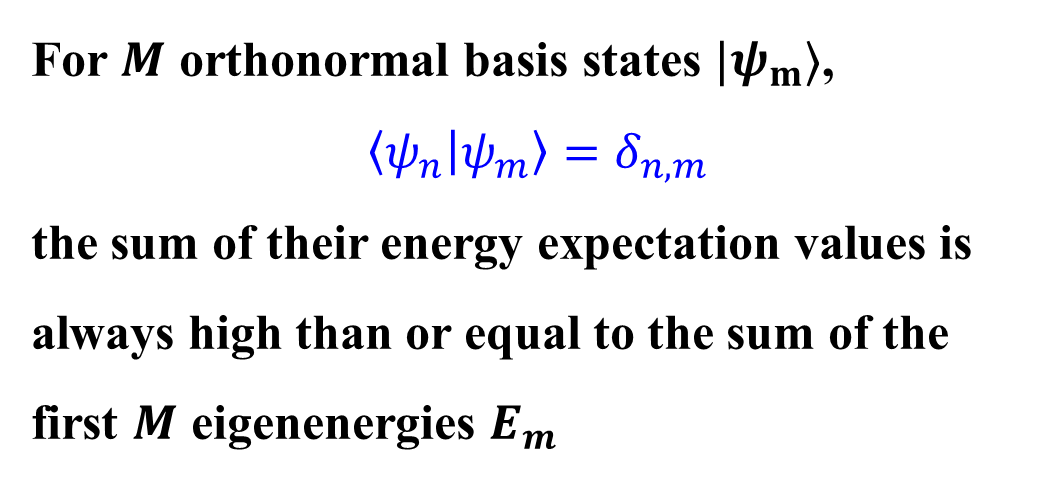 For M orthonormal basis states |ψₘ⟩,
⟨ψₙ|ψₘ⟩ = δₙ,ₘ
the sum of their energy expectation values is
always high than or equal to the sum of the
first M eigenenergies Eₘ